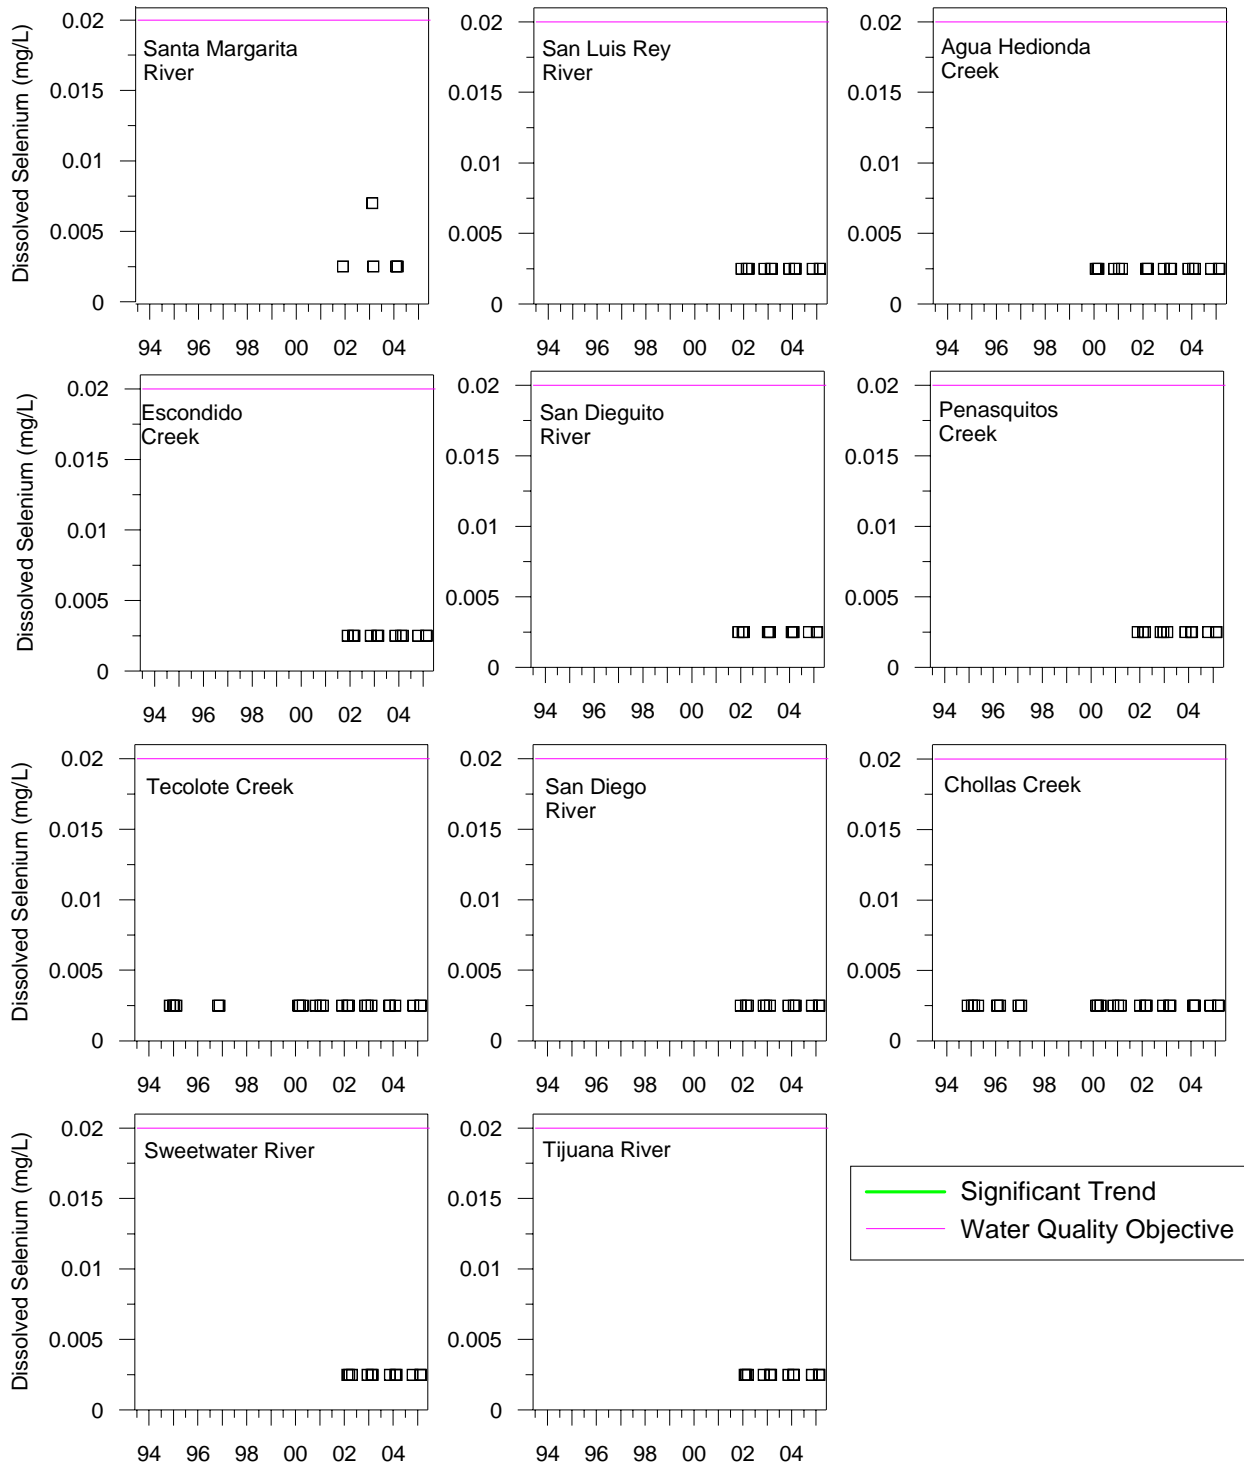 Dissolved Selenium (mg/L)
0.02
0.015
0.01
0.005
0
Santa Margarita
River
94 96 98 00 02 04
0.02
0.015
0.01
0.005
0
San Luis Rey
River
94 96 98 00 02 04
0.02
0.015
0.01
0.005
0
Agua Hedionda
Creek
94 96 98 00 02 04
Dissolved Selenium (mg/L)
0.02
0.015
0.01
0.005
0
Escondido
Creek
94 96 98 00 02 04
0.02
0.015
0.01
0.005
0
San Dieguito
River
94 96 98 00 02 04
0.02
0.015
0.01
0.005
0
Penasquitos
Creek
94 96 98 00 02 04
Dissolved Selenium (mg/L)
0.02
0.015
0.01
0.005
0
Tecolote Creek
94 96 98 00 02 04
0.02
0.015
0.01
0.005
0
San Diego
River
94 96 98 00 02 04
0.02
0.015
0.01
0.005
0
Chollas Creek
94 96 98 00 02 04
Dissolved Selenium (mg/L)
0.02
0.015
0.01
0.005
0
Sweetwater River
94 96 98 00 02 04
0.02
0.015
0.01
0.005
0
Tijuana River
94 96 98 00 02 04
Significant Trend
Water Quality Objective